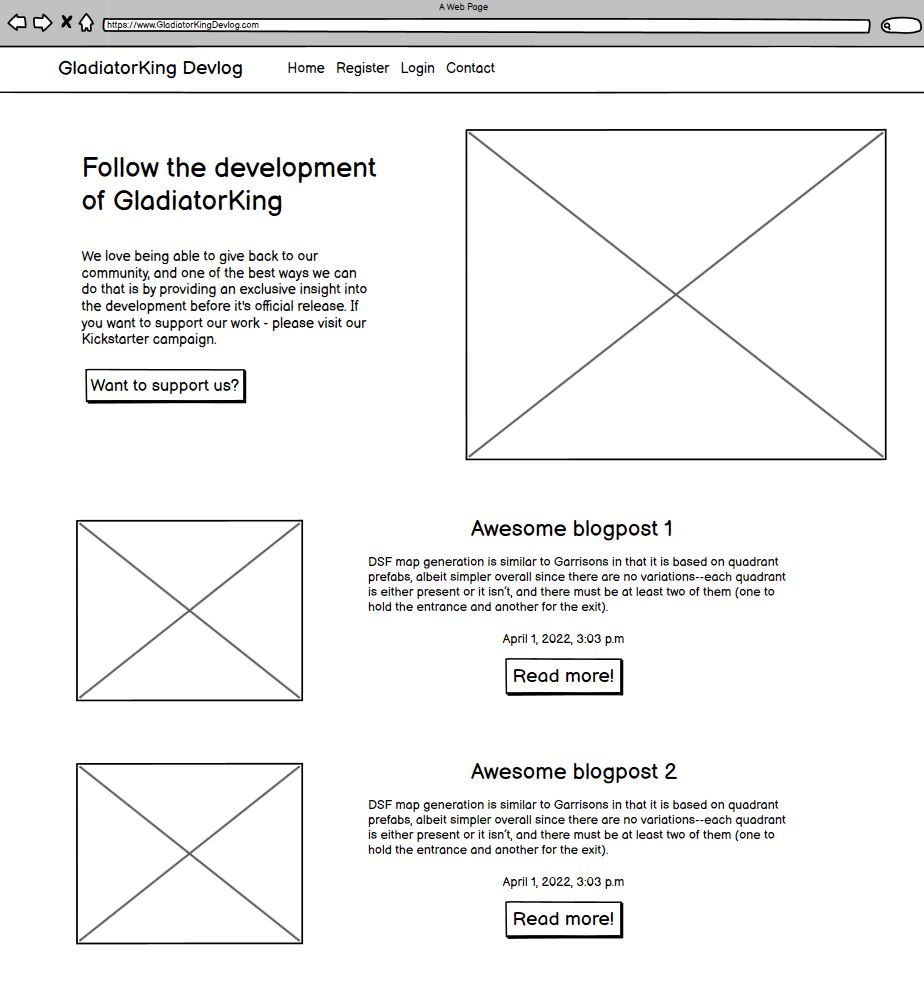 A Web Page
https://www.GladiatorKingDevlog.com
GladiatorKing Devlog Home Register Login Contact
Follow the development
of GladiatorKing
We love being able to give back to our
community, and one of the best ways we can
do that is by providing an exclusive insight into
the development before it's official release. If
you want to support our work - please visit our
Kickstarter campaign.
Want to support us?
Awesome blogpost 1
DSF map generation is similar to Garrisons in that it is based on quadrant
prefabs, albeit simpler overall since there are no variations--each quadrant
is either present or it isn't, and there must be at least two of them (one to
hold the entrance and another for the exit).
April 1, 2022, 3:03 p.m
Read more!
Awesome blogpost 2
DSF map generation is similar to Garrisons in that it is based on quadrant
prefabs, albeit simpler overall since there are no variations--each quadrant
is either present or it isn't, and there must be at least two of them (one to
hold the entrance and another for the exit).
April 1, 2022, 3:03 p.m
Read more!